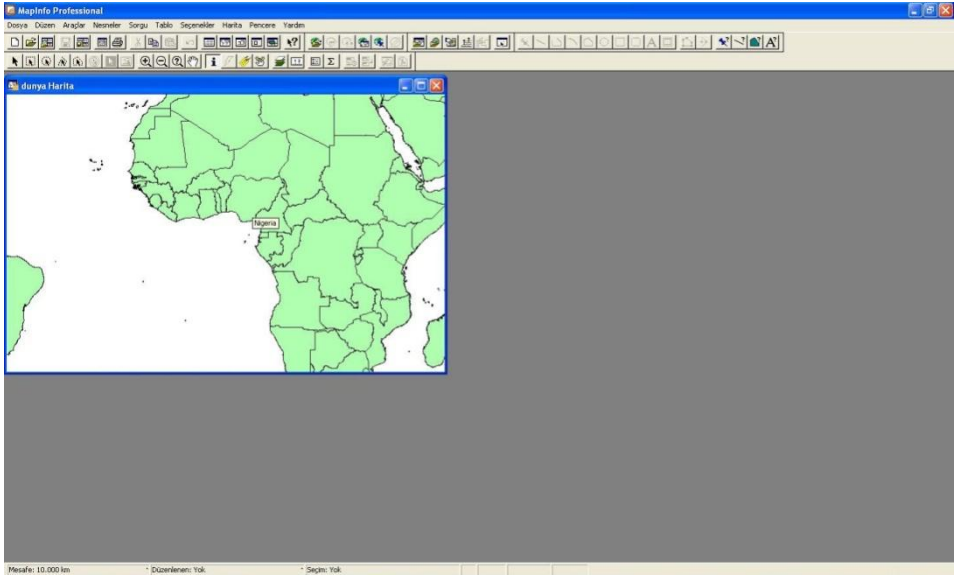 MapInfo Professional
Dosya Düzen Araçlar Nesneler Sorgu Tablo Seçenekler Harita Pencere Yardım
dunya Harita
Nigeria
Mesafe: 10.000 km Düzenlenen: Yok Seçim: Yok